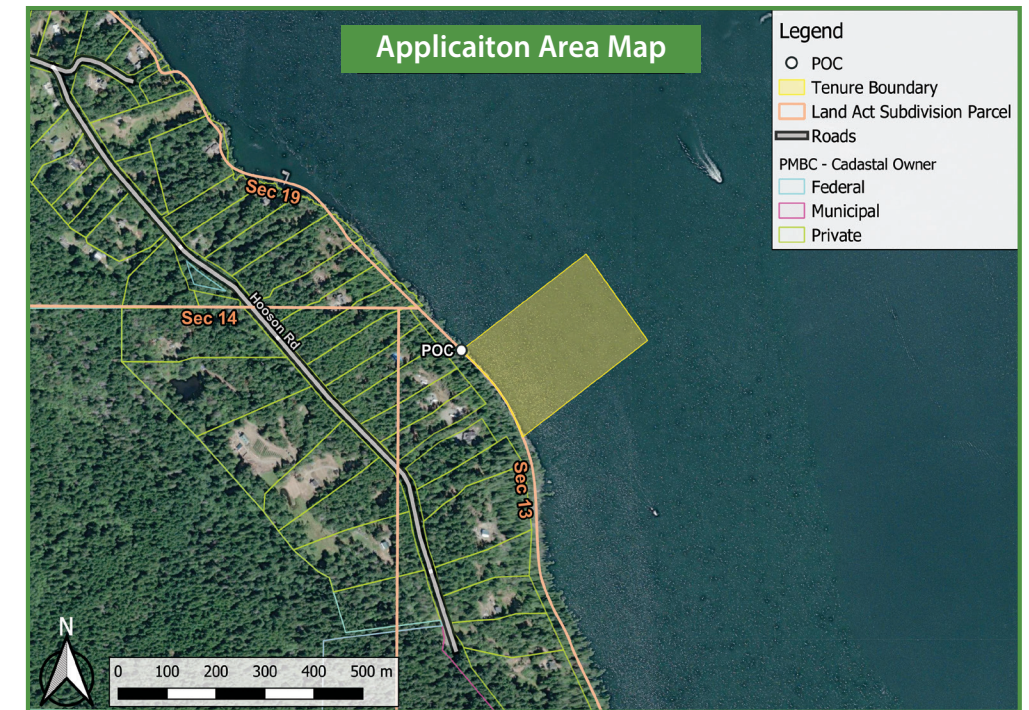 Applicaiton Area Map
Legend
POC
Tenure Boundary
Land Act Subdivision Parcel
Roads
PMBC - Cadastal Owner
Federal
Municipal
Private
Sec 19
Sec 14
Hooson Rd
POC
Sec 13
N
0 100 200 300 400 500 m